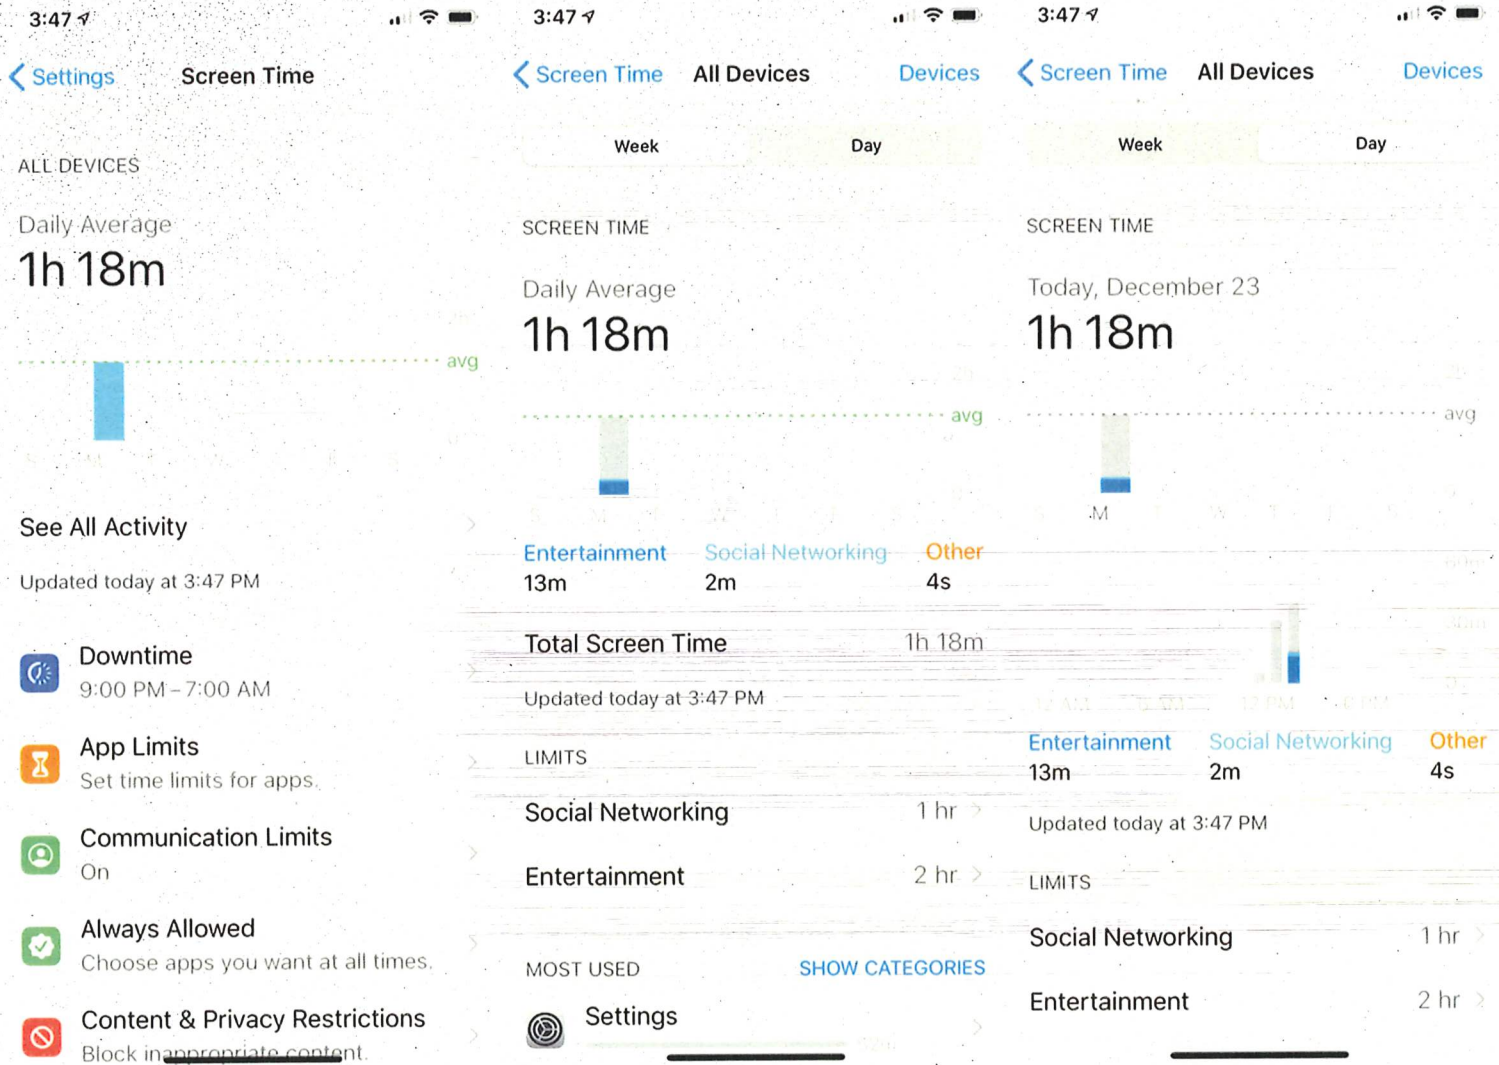 3:47
Settings
Screen Time
ALL DEVICES
Daily Average
1h 18m
avg
See All Activity
Updated today at 3:47 PM
Downtime
9:00 PM – 7:00 AM
App Limits
Set time limits for apps.
Communication Limits
On
Always Allowed
Choose apps you want at all times.
Content & Privacy Restrictions
Block inappropriate content.
3:47
Screen Time
All Devices
Devices
Week
Day
SCREEN TIME
Daily Average
1h 18m
avg
Entertainment
Social Networking
Other
13m
2m
4s
Total Screen Time
1h 18m
Updated today at 3:47 PM
LIMITS
Social Networking
1 hr
Entertainment
2 hr
MOST USED
SHOW CATEGORIES
Settings
3:47
Screen Time
All Devices
Devices
Week
Day
SCREEN TIME
Today, December 23
1h 18m
avg
M
12 PM
Entertainment
Social Networking
Other
13m
2m
4s
Updated today at 3:47 PM
LIMITS
Social Networking
1 hr
Entertainment
2 hr